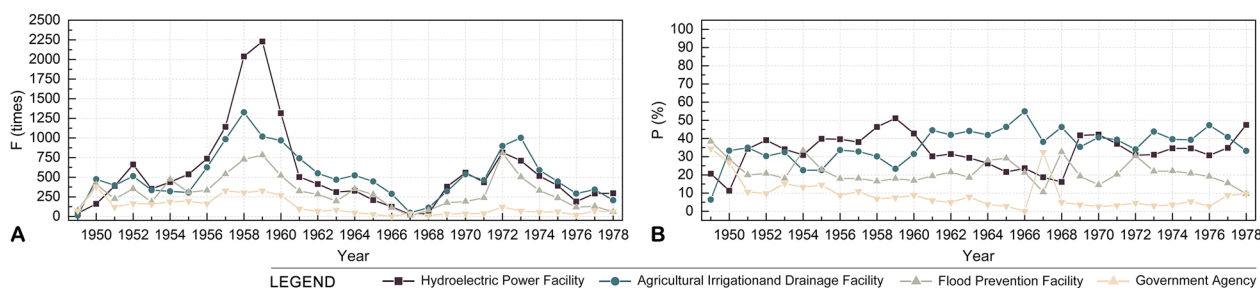 2500
2250
2000
1750
1500
1250
1000
750
500
250
0
F (times)
1950 1952 1954 1956 1958 1960 1962 1964 1966 1968 1970 1972 1974 1976 1978
Year
A
100
90
80
70
60
50
40
30
20
10
0
P (%)
1950 1952 1954 1956 1958 1960 1962 1964 1966 1968 1970 1972 1974 1976 1978
Year
B
LEGEND Hydroelectric Power Facility Agricultural Irrigationand Drainage Facility Flood Prevention Facility Government Agency